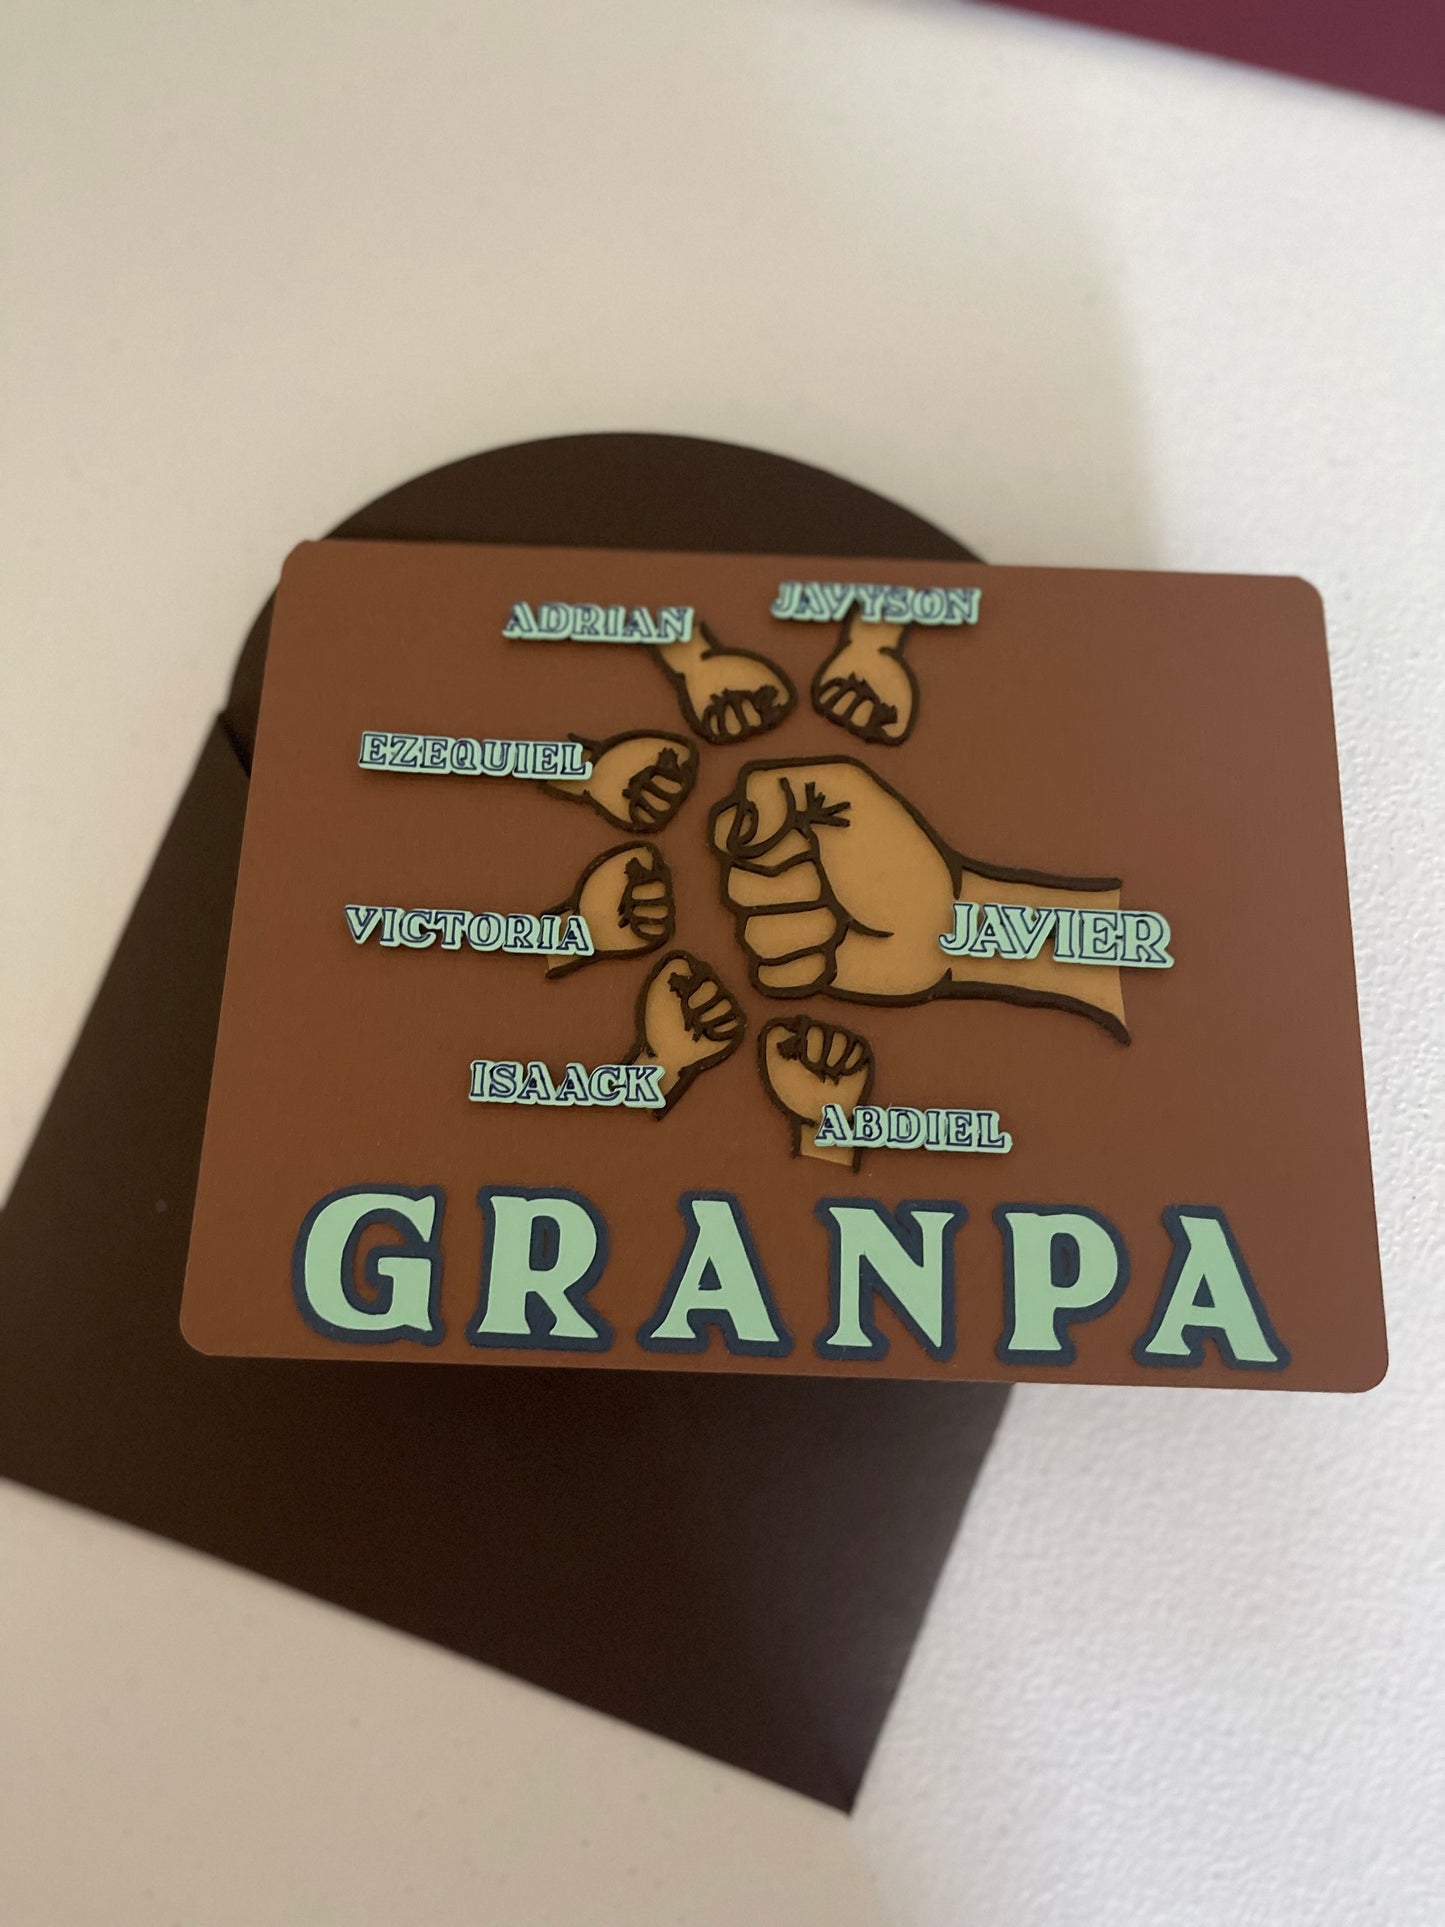 JAVYSON
ADRIAN
EZEQUIEL
VICTORIA
JAVIER
ISAACK
ABDIEL
GRANPA